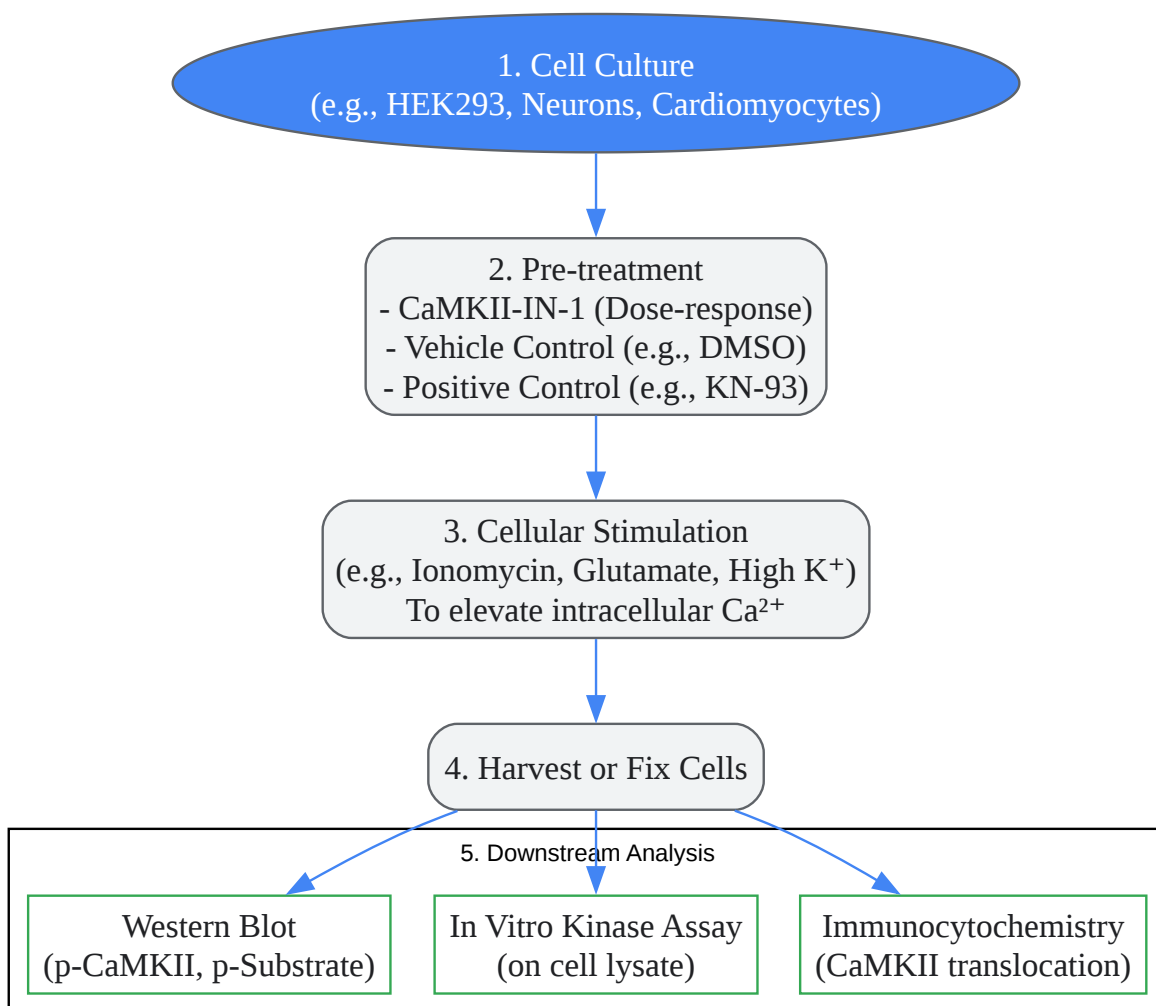 1. Cell Culture
(e.g., HEK293, Neurons, Cardiomyocytes)
2. Pre-treatment
- CaMKII-IN-1 (Dose-response)
- Vehicle Control (e.g., DMSO)
- Positive Control (e.g., KN-93)
3. Cellular Stimulation
(e.g., Ionomycin, Glutamate, High K⁺)
To elevate intracellular Ca²⁺
4. Harvest or Fix Cells
5. Downstream Analysis
Western Blot
(p-CaMKII, p-Substrate)
In Vitro Kinase Assay
(on cell lysate)
Immunocytochemistry
(CaMKII translocation)